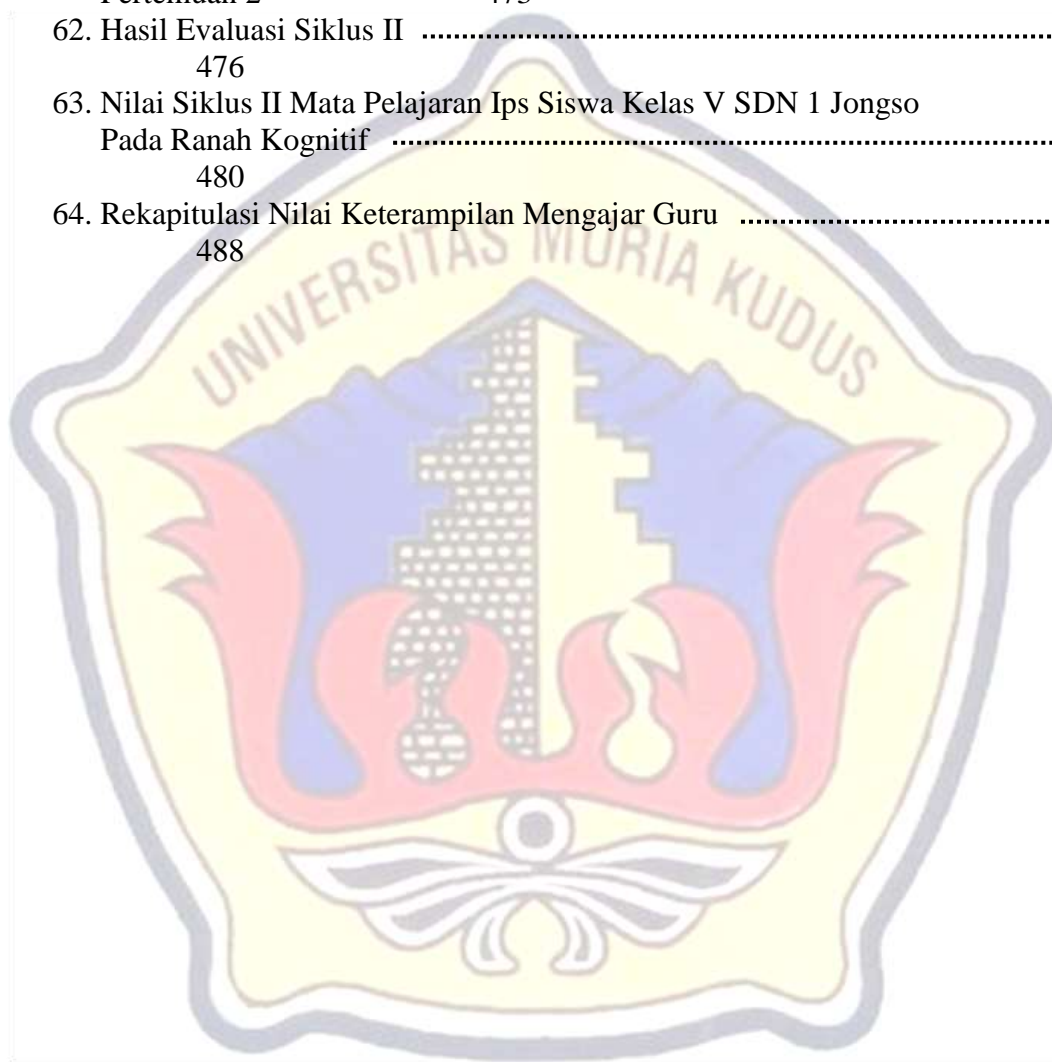 62. Hasil Evaluasi Siklus II ................................................................
476
63. Nilai Siklus II Mata Pelajaran Ips Siswa Kelas V SDN 1 Jongso
Pada Ranah Kognitif ................................................................
480
64. Rekapitulasi Nilai Keterampilan Mengajar Guru ................................
488
UNIVERSITAS MURIA KUDUS